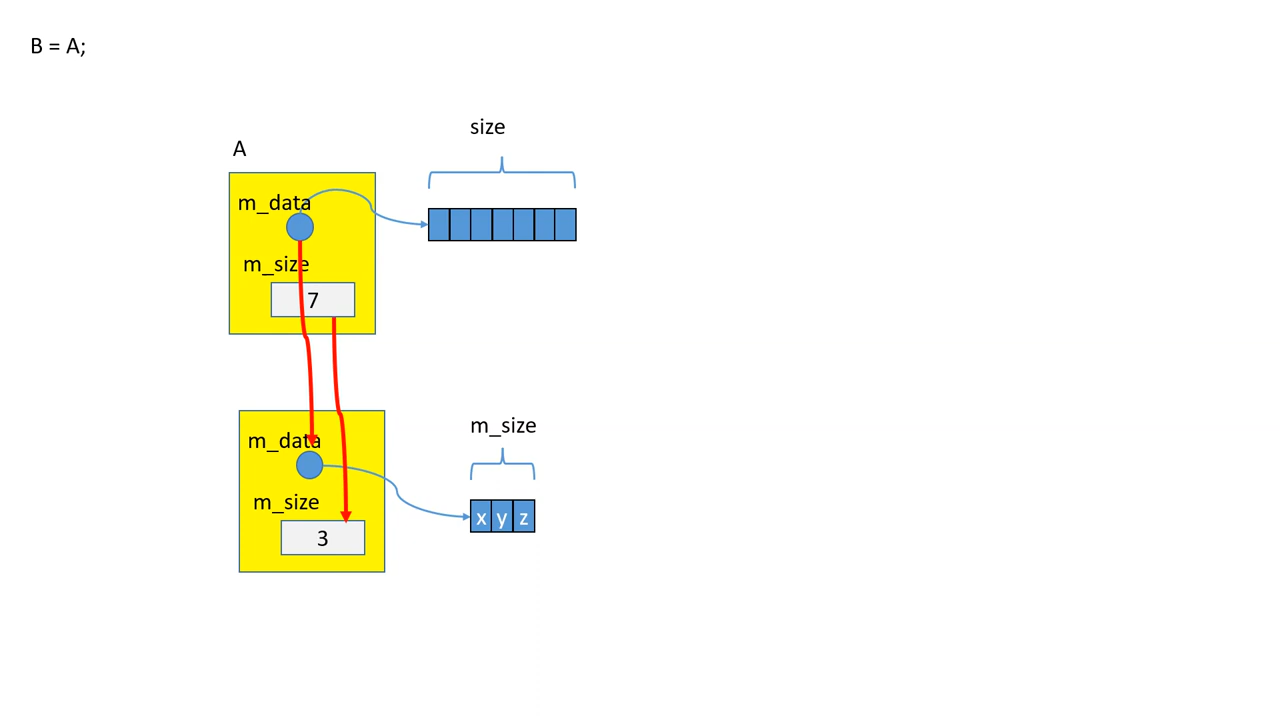 B = A;
size
A
m_data
m_size
7
m_data
m_size
m_size
x y z
3